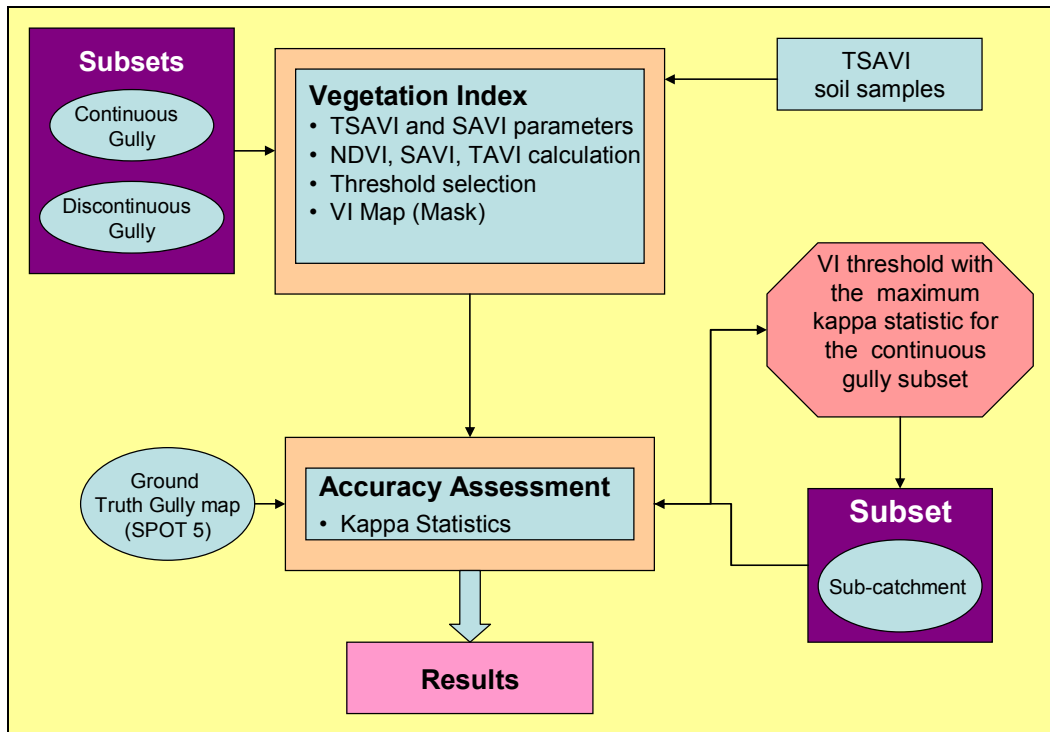 Subsets
Continuous
Gully
Discontinuous
Gully
Vegetation Index
• TSAVI and SAVI parameters
• NDVI, SAVI, TAVI calculation
• Threshold selection
• VI Map (Mask)
TSAVI
soil samples
VI threshold with
the maximum
kappa statistic for
the continuous
gully subset
Ground
Truth Gully map
(SPOT 5)
Accuracy Assessment
• Kappa Statistics
Subset
Sub-catchment
Results